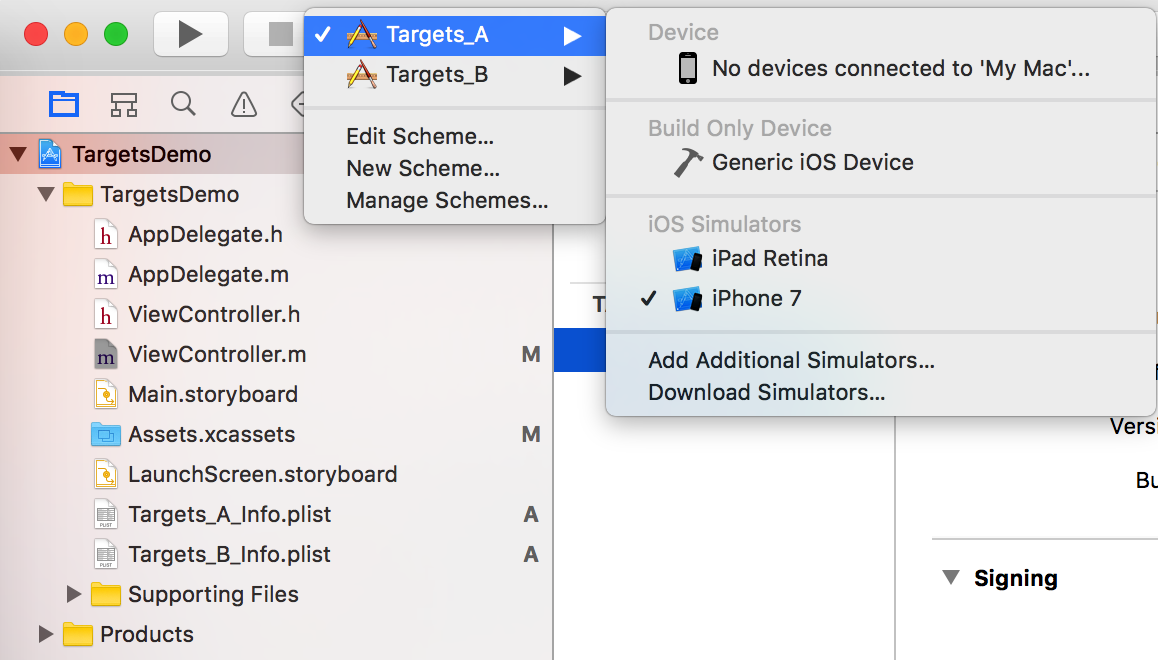 Targets_A
Targets_B
Edit Scheme...
New Scheme...
Manage Schemes...
Device
No devices connected to 'My Mac'...
Build Only Device
Generic iOS Device
iOS Simulators
iPad Retina
iPhone 7
Add Additional Simulators...
Download Simulators...
TargetsDemo
TargetsDemo
h AppDelegate.h
m AppDelegate.m
h ViewController.h
m ViewController.m M
Main.storyboard
Assets.xcassets M
LaunchScreen.storyboard
PLIST Targets_A_Info.plist A
PLIST Targets_B_Info.plist A
Supporting Files
Products
Signing